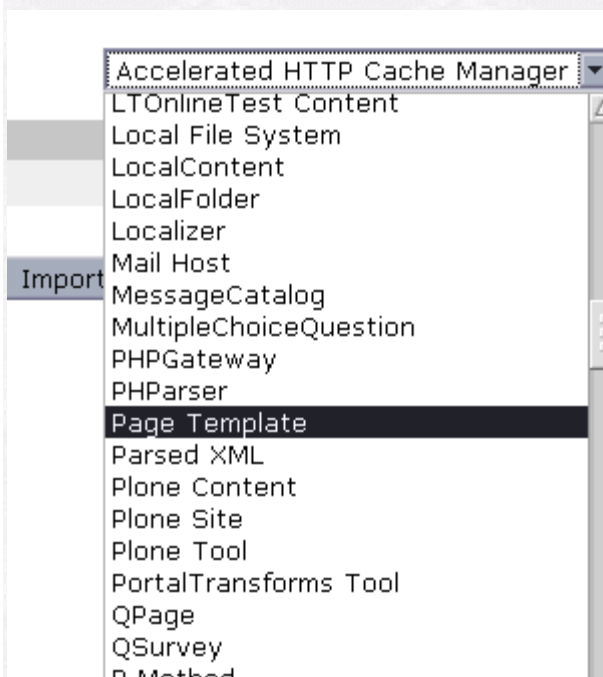 Accelerated HTTP Cache Manager
LTOnlineTest Content
Local File System
LocalContent
LocalFolder
Localizer
Mail Host
Import
MessageCatalog
MultipleChoiceQuestion
PHPGateway
PHParser
Page Template
Parsed XML
Plone Content
Plone Site
Plone Tool
PortalTransforms Tool
QPage
QSurvey
R Method